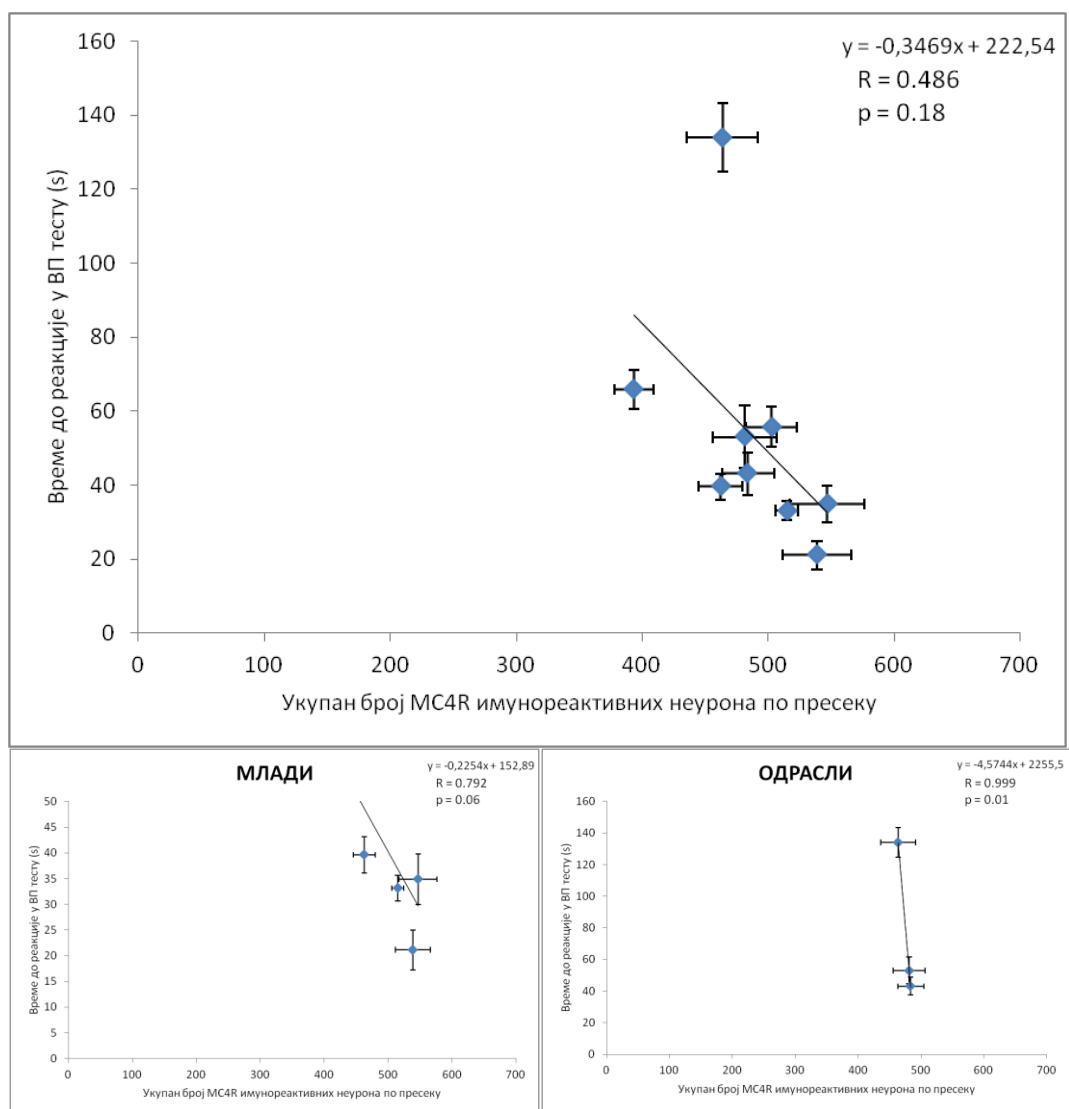 y = -0,3469x + 222,54
R = 0.486
p = 0.18
160
140
120
100
80
60
40
20
0
Време до реакције у ВП тесту (s)
0 100 200 300 400 500 600 700
Укупан број MC4R имунореактивних неурона по пресеку
МЛАДИ
y = -0,2254x + 152,89
R = 0.792
p = 0.06
50
45
40
35
30
25
20
15
10
5
0
Време до реакције у ВП тесту (s)
0 100 200 300 400 500 600 700
Укупан број MC4R имунореактивних неурона по пресеку
ОДРАСЛИ
y = -4,5744x + 2255,5
R = 0.999
p = 0.01
160
140
120
100
80
60
40
20
0
Време до реакције у ВП тесту (s)
0 100 200 300 400 500 600 700
Укупан број MC4R имунореактивних неурона по пресеку